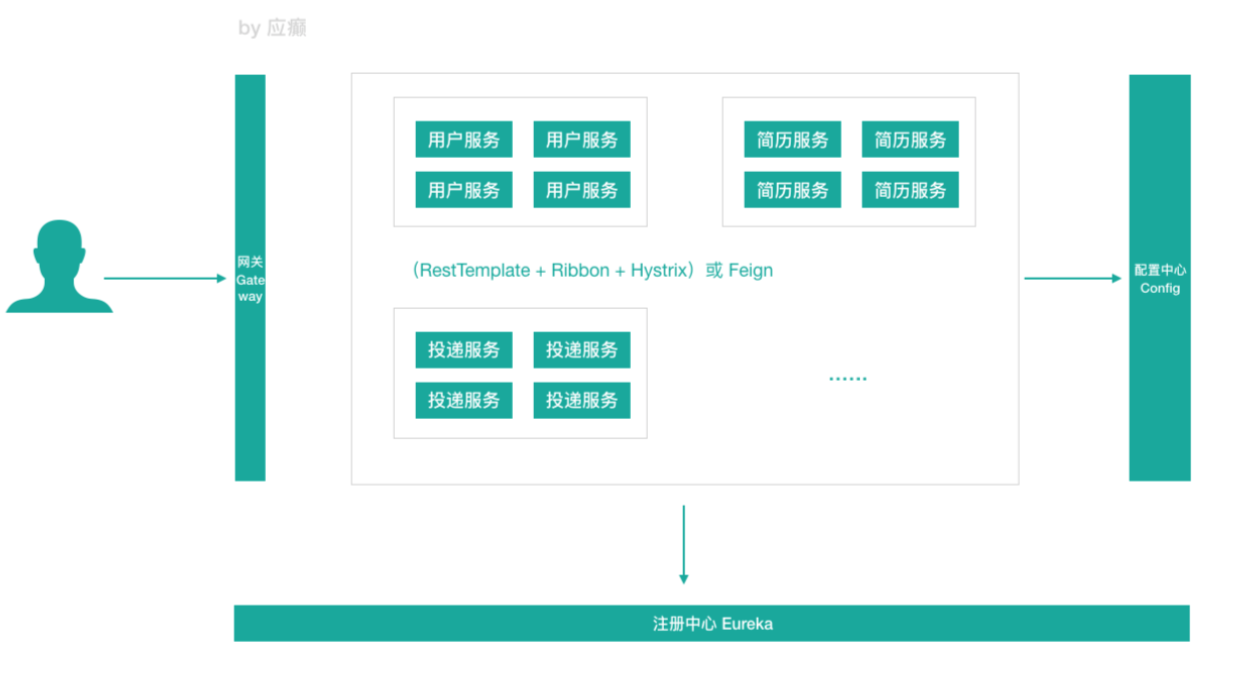 by 应癫
用户服务 用户服务
用户服务 用户服务
简历服务 简历服务
简历服务 简历服务
网关
Gate
way
（RestTemplate + Ribbon + Hystrix）或 Feign
配置中心
Config
投递服务 投递服务
投递服务 投递服务
......
注册中心 Eureka